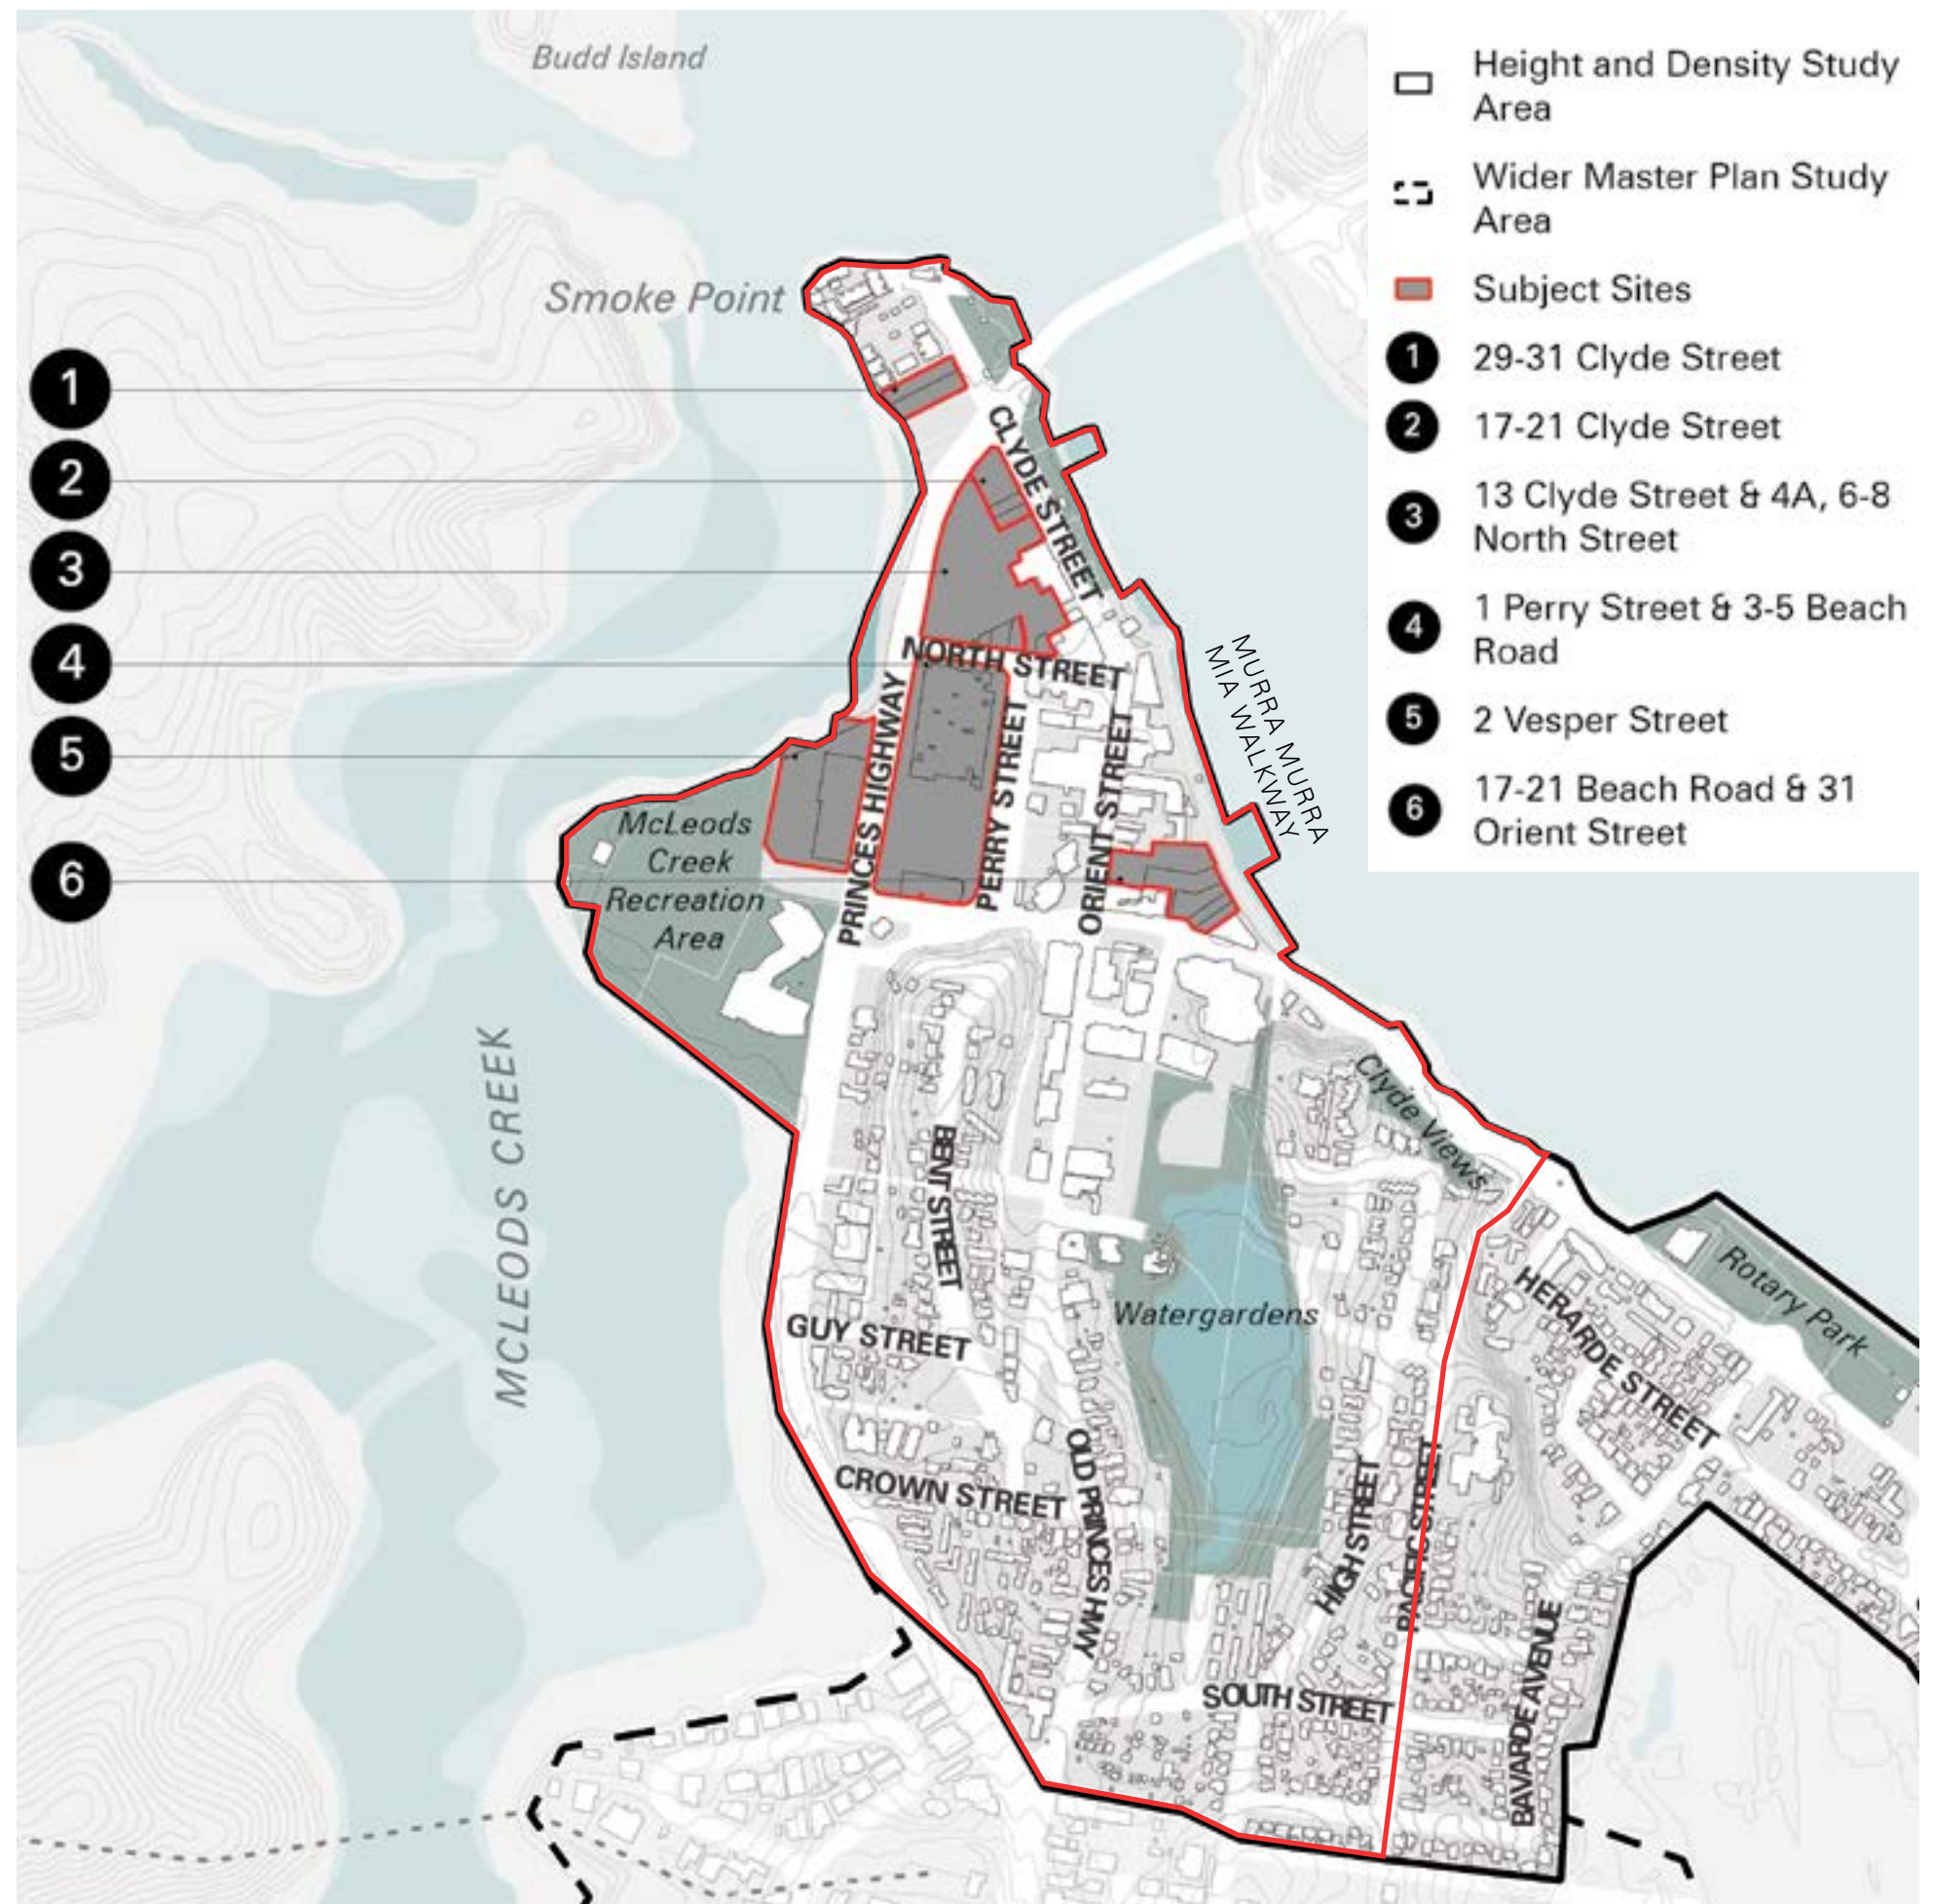 Budd Island
Smoke Point
Height and Density Study
Area
Wider Master Plan Study
Area
Subject Sites
1
29-31 Clyde Street
2
17-21 Clyde Street
3
13 Clyde Street & 4A, 6-8
North Street
4
1 Perry Street & 3-5 Beach
Road
5
2 Vesper Street
6
17-21 Beach Road & 31
Orient Street
1
2
3
4
5
6
CLYDE STREET
NORTH STREET
MURRA MURRA
MIA WALKWAY
PRINCES HIGHWAY
PERRY STREET
ORIENT STREET
McLeods
Creek
Recreation
Area
MCLEODS CREEK
BENT STREET
Clyde Views
Watergardens
Rotary Park
HERARDE STREET
GUY STREET
CROWN STREET
OLD PRINCES HWY
HIGH STREET
PACIFIC STREET
SOUTH STREET
BAVARDE AVENUE